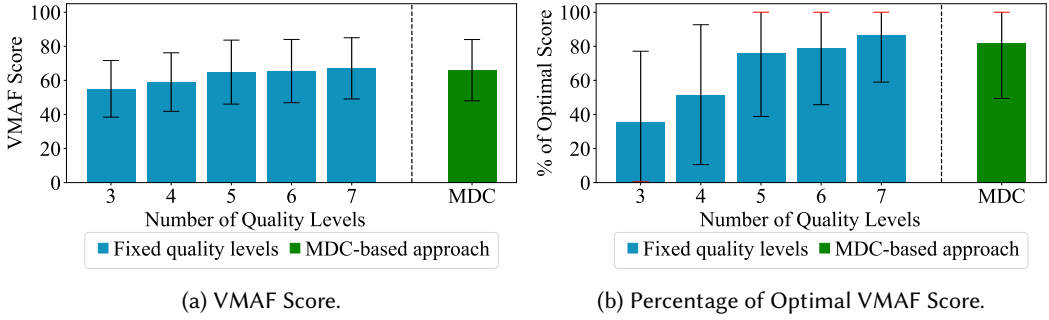 VMAF Score
100
80
60
40
20
0
3 4 5 6 7 MDC
Number of Quality Levels
Fixed quality levels MDC-based approach
(a) VMAF Score.
% of Optimal Score
100
80
60
40
20
0
3 4 5 6 7 MDC
Number of Quality Levels
Fixed quality levels MDC-based approach
(b) Percentage of Optimal VMAF Score.